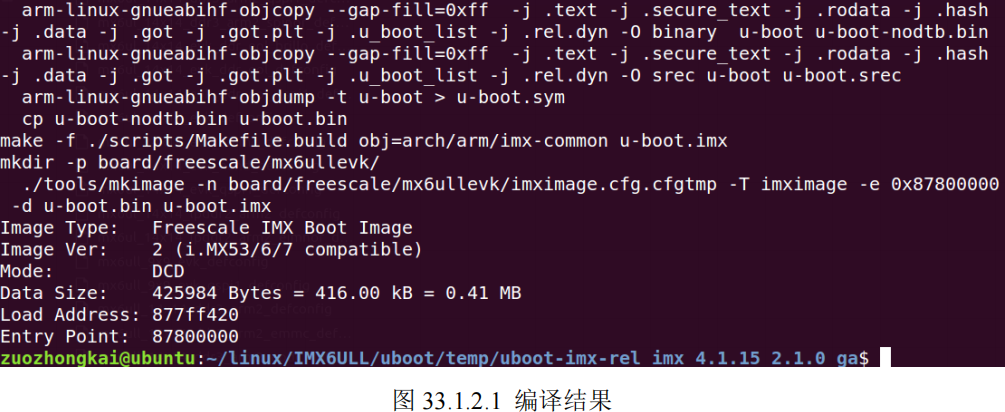 arm-linux-gnueabihf-objcopy --gap-fill=0xff  -j .text -j .secure_text -j .rodata -j .hash
-j .data -j .got -j .got.plt -j .u_boot_list -j .rel.dyn -O binary  u-boot u-boot-nodtb.bin
arm-linux-gnueabihf-objcopy --gap-fill=0xff  -j .text -j .secure_text -j .rodata -j .hash
-j .data -j .got -j .got.plt -j .u_boot_list -j .rel.dyn -O srec u-boot u-boot.srec
arm-linux-gnueabihf-objdump -t u-boot > u-boot.sym
cp u-boot-nodtb.bin u-boot.bin
make -f ./scripts/Makefile.build obj=arch/arm/imx-common u-boot.imx
mkdir -p board/freescale/mx6ullevk/
./tools/mkimage -n board/freescale/mx6ullevk/imximage.cfg.cfgtmp -T imximage -e 0x87800000
-d u-boot.bin u-boot.imx
Image Type:   Freescale IMX Boot Image
Image Ver:    2 (i.MX53/6/7 compatible)
Mode:         DCD
Data Size:    425984 Bytes = 416.00 kB = 0.41 MB
Load Address: 877ff420
Entry Point:  87800000
zuozhongkai@ubuntu:~/linux/IMX6ULL/uboot/temp/uboot-imx-rel_imx_4.1.15_2.1.0_ga$
图 33.1.2.1 编译结果